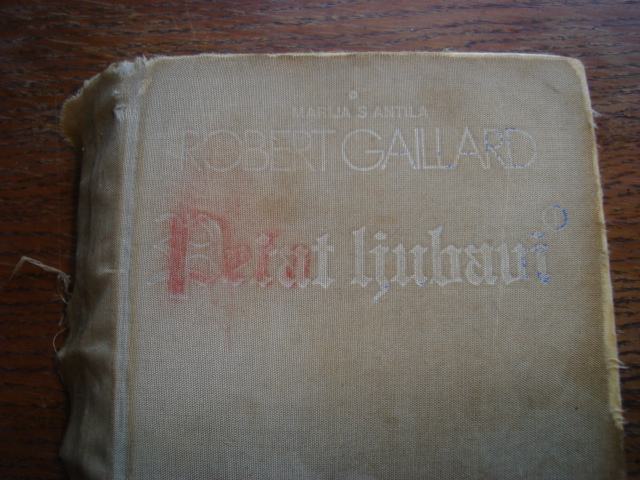 MARIJA S ANTILA
ROBERT GAILLARD
Pečat ljubavi